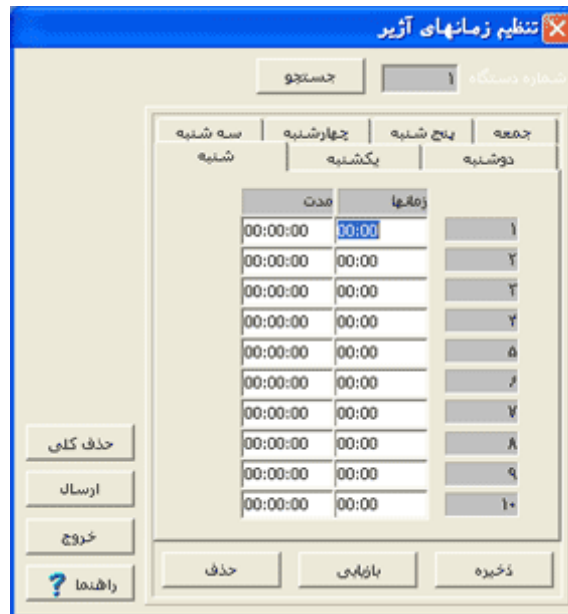 تنظیم زمانهای آژیر
شماره دستگاه ۱ جستجو
جمعه پنج شنبه چهارشنبه سه شنبه
دوشنبه یکشنبه شنبه
زمانها مدت
۱ 00:00 00:00:00
۲ 00:00 00:00:00
۳ 00:00 00:00:00
۴ 00:00 00:00:00
۵ 00:00 00:00:00
۶ 00:00 00:00:00
۷ 00:00 00:00:00
۸ 00:00 00:00:00
۹ 00:00 00:00:00
۱۰ 00:00 00:00:00
حذف کلی
ارسال
خروج
راهنما ?
ذخیره بازیابی حذف